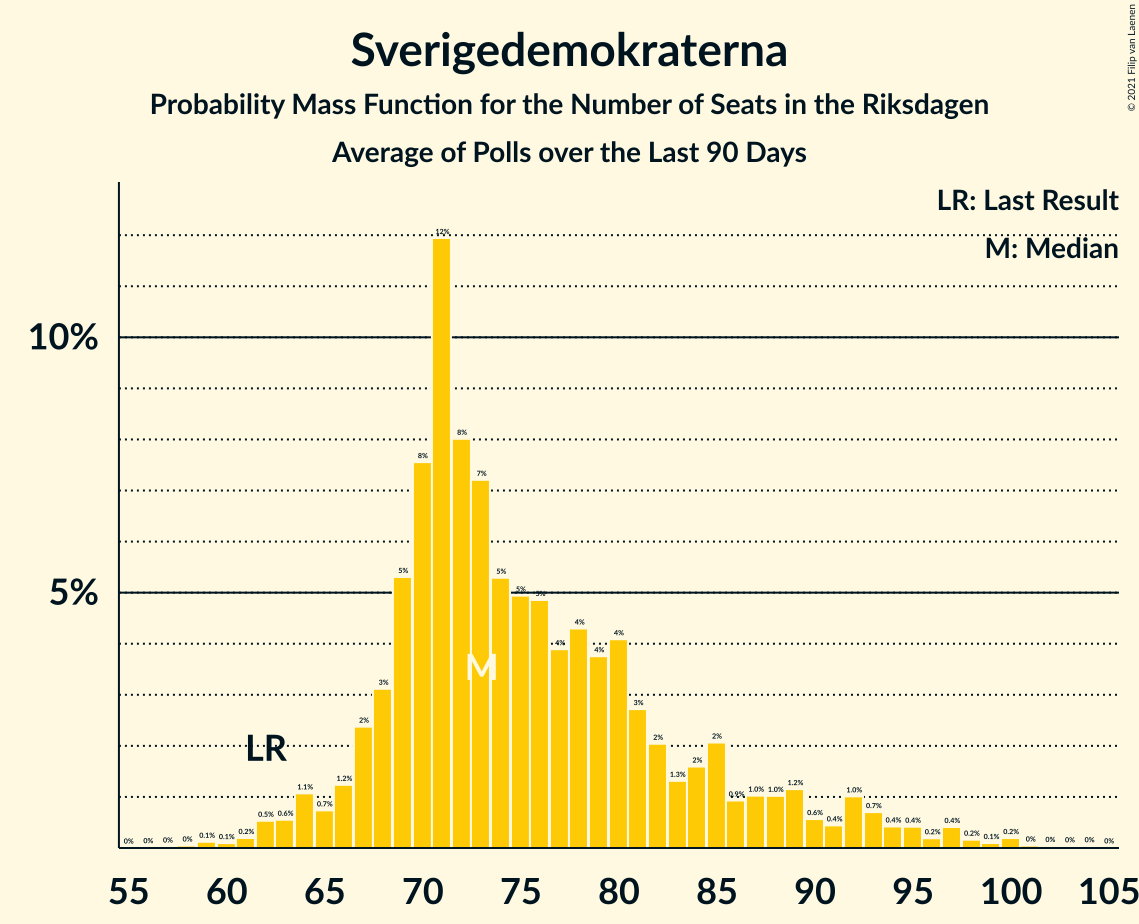 Sverigedemokraterna
Probability Mass Function for the Number of Seats in the Riksdagen
Average of Polls over the Last 90 Days
© 2021 Filip van Laenen
LR: Last Result
M: Median
10%
5%
0% 0% 0% 0% 0.1% 0.1% 0.2% 0.5% 0.6% 1.1% 0.7% 1.2% 2% 3% 5% 8% 12% 8% 7% 5% 5% 5% 4% 4% 4% 4% 3% 2% 1.3% 2% 2% 0.9% 1.0% 1.0% 1.2% 0.6% 0.4% 1.0% 0.7% 0.4% 0.4% 0.2% 0.4% 0.2% 0.1% 0.2% 0% 0% 0% 0% 0%
LR
M
55 60 65 70 75 80 85 90 95 100 105